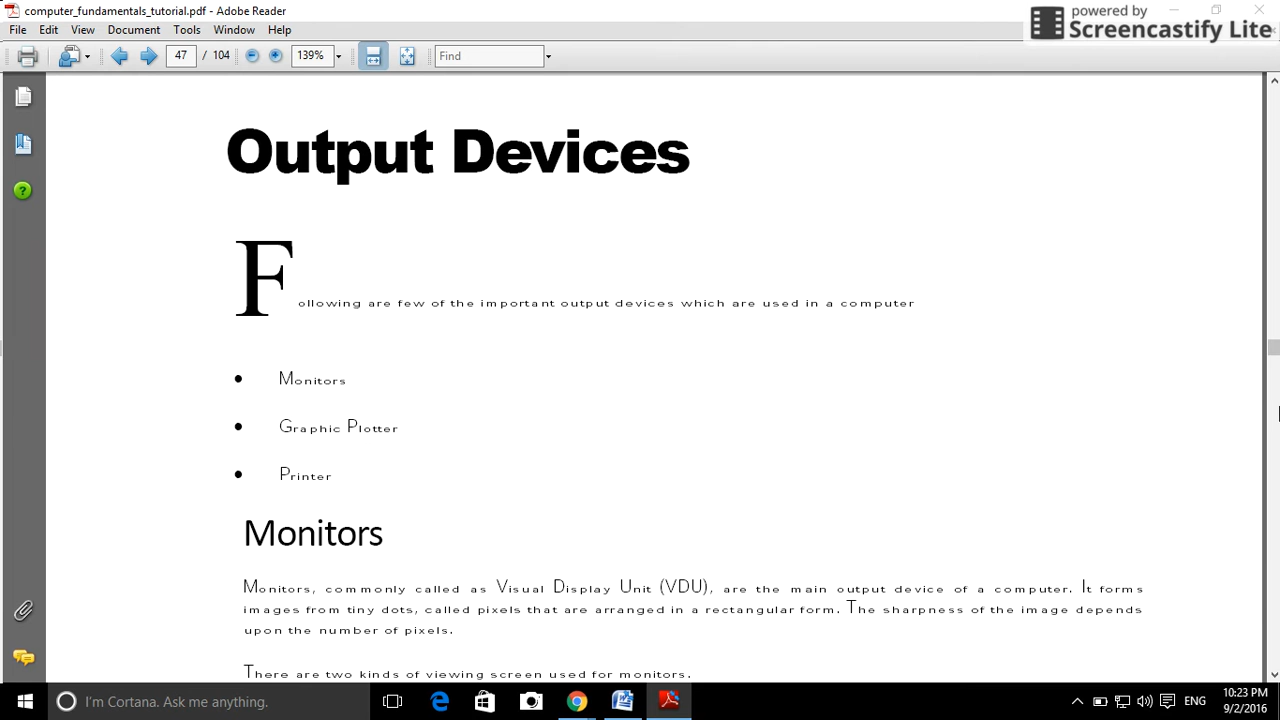 computer_fundamentals_tutorial.pdf - Adobe Reader
powered by
Screencastify Lite
File Edit View Document Tools Window Help
47 / 104 139% Find
Output Devices
Following are few of the important output devices which are used in a computer
• Monitors
• Graphic Plotter
• Printer
Monitors
Monitors, commonly called as Visual Display Unit (VDU), are the main output device of a computer. It forms
images from tiny dots, called pixels that are arranged in a rectangular form. The sharpness of the image depends
upon the number of pixels.
There are two kinds of viewing screen used for monitors.
I'm Cortana. Ask me anything.
ENG
10:23 PM
9/2/2016